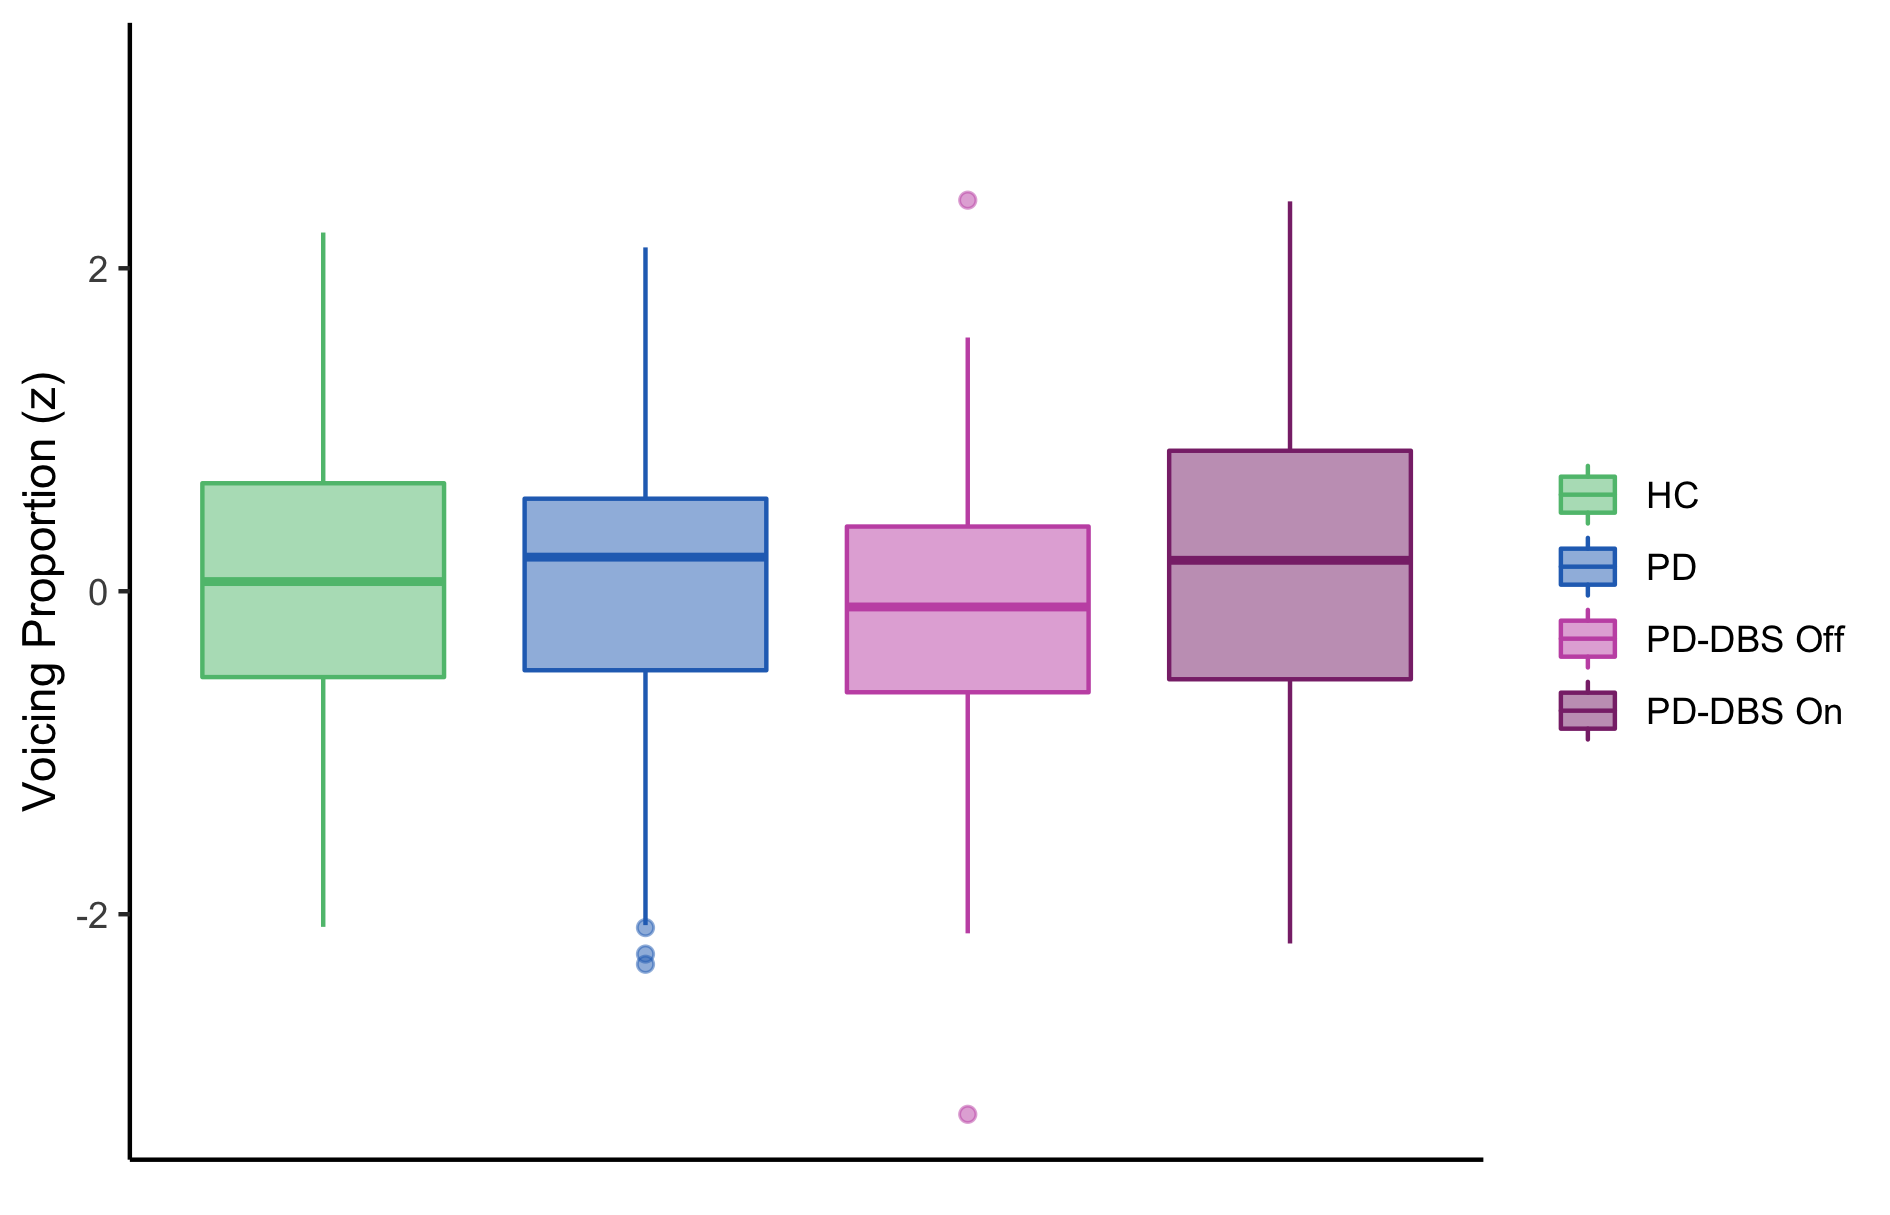 Voicing Proportion (z)
2
0
-2
HC
PD
PD-DBS Off
PD-DBS On